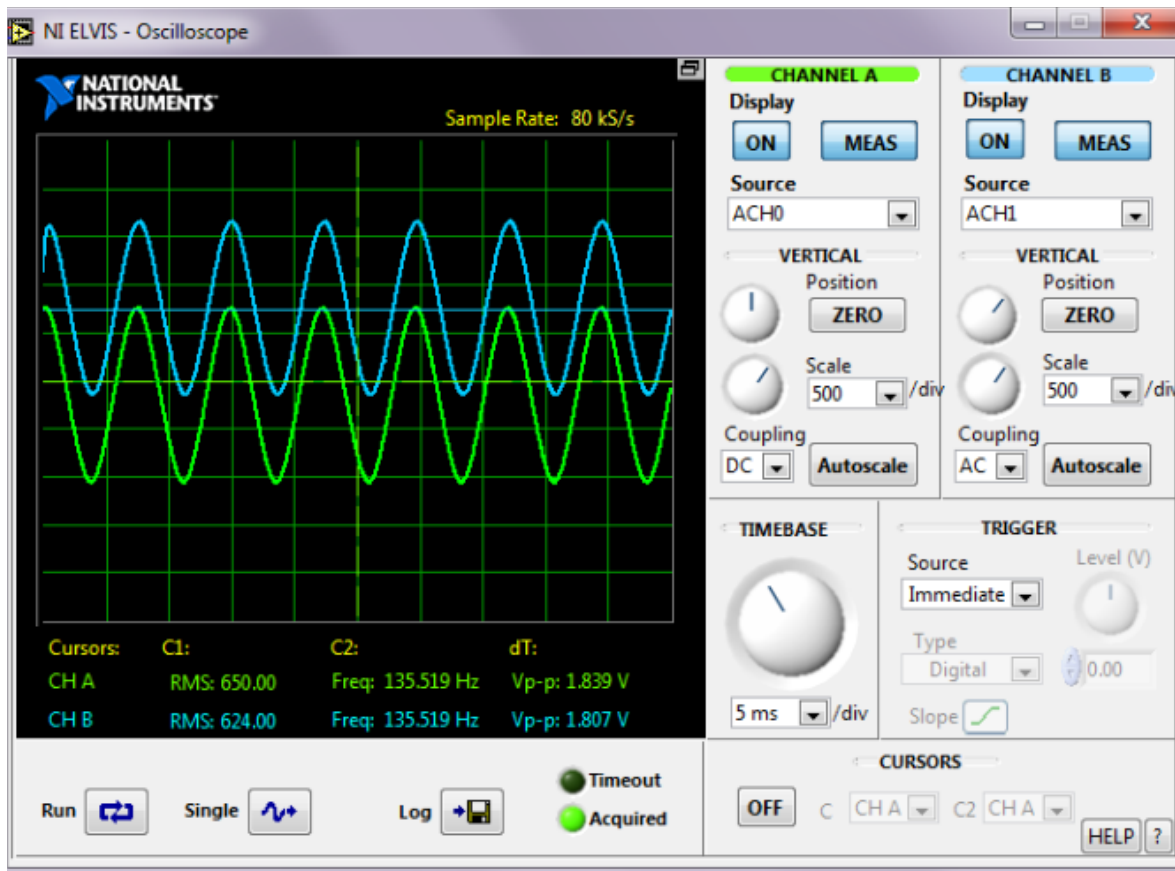 NI ELVIS - Oscilloscope
NATIONAL
INSTRUMENTS
Sample Rate: 80 kS/s
Cursors: C1: C2: dT:
CH A RMS: 650.00 Freq: 135.519 Hz Vp-p: 1.839 V
CH B RMS: 624.00 Freq: 135.519 Hz Vp-p: 1.807 V
Run Single Log
Timeout
Acquired
CHANNEL A
Display
ON MEAS
Source
ACH0
VERTICAL
Position
ZERO
Scale
500 /div
Coupling
DC Autoscale
CHANNEL B
Display
ON MEAS
Source
ACH1
VERTICAL
Position
ZERO
Scale
500 /div
Coupling
AC Autoscale
TIMEBASE
5 ms /div
TRIGGER
Source
Immediate
Level (V)
Type
Digital
0.00
Slope
CURSORS
OFF C CH A C2 CH A
HELP ?